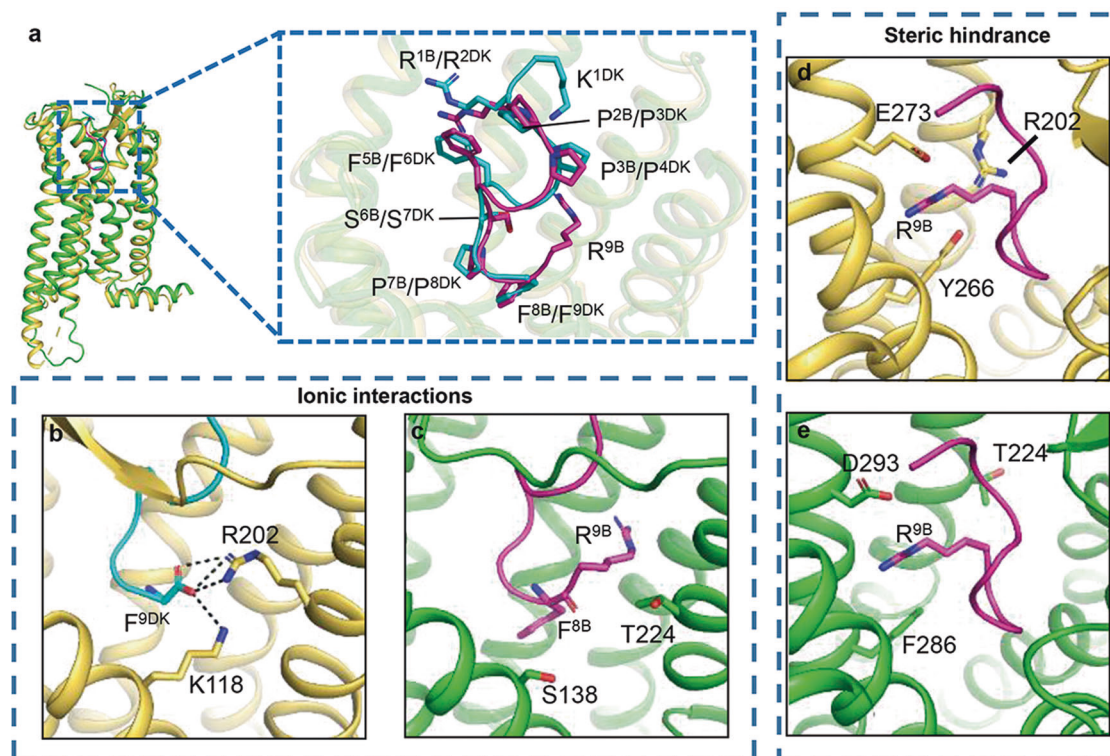 a
R1B/R2DK
K1DK
P2B/P3DK
F5B/F6DK
P3B/P4DK
S6B/S7DK
R9B
P7B/P8DK
F8B/F9DK
Steric hindrance
d
E273
R202
R9B
Y266
Ionic interactions
b
R202
F9DK
K118
c
R9B
F8B
T224
S138
e
D293
T224
R9B
F286